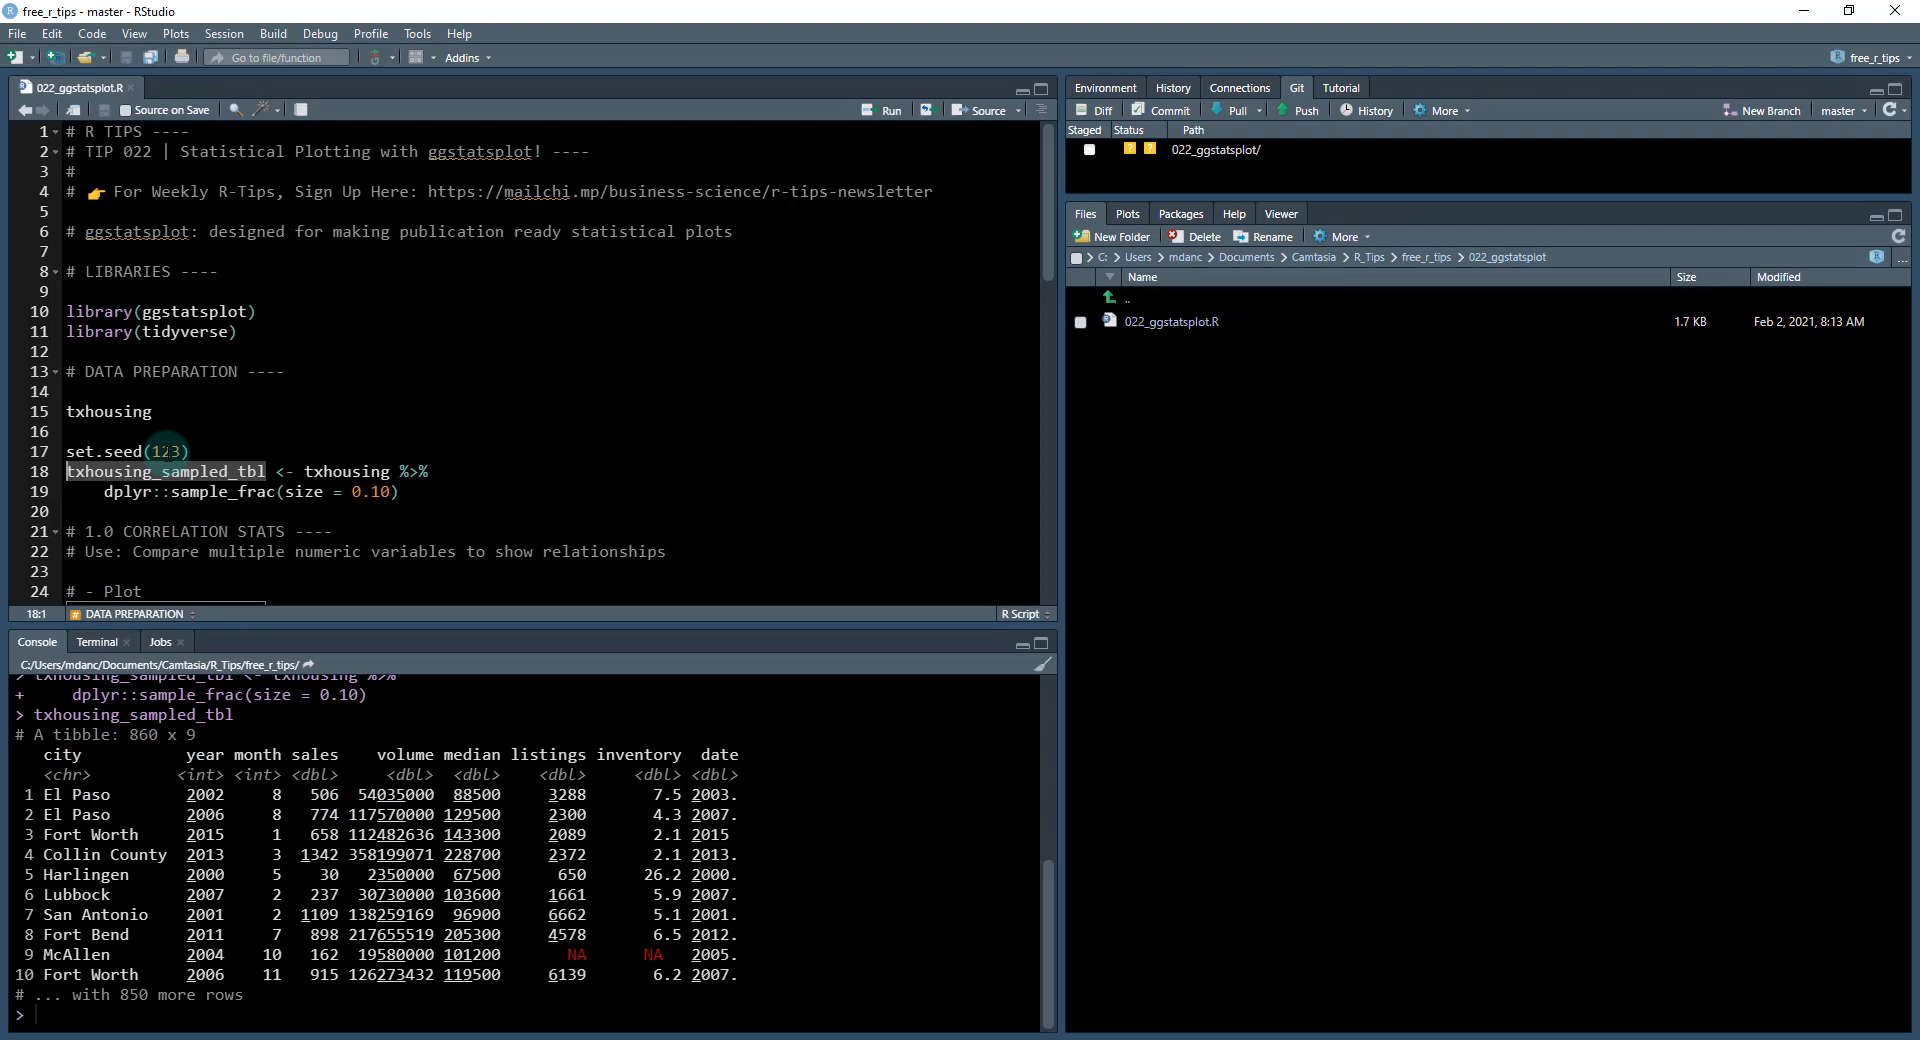 free_r_tips - master - RStudio
File Edit Code View Plots Session Build Debug Profile Tools Help
Go to file/function Addins free_r_tips
022_ggstatsplot.R
Source on Save Run Source
1 # R TIPS ----
2 # TIP 022 | Statistical Plotting with ggstatsplot! ----
3 #
4 # 👉 For Weekly R-Tips, Sign Up Here: https://mailchi.mp/business-science/r-tips-newsletter
5
6 # ggstatsplot: designed for making publication ready statistical plots
7
8 # LIBRARIES ----
9
10 library(ggstatsplot)
11 library(tidyverse)
12
13 # DATA PREPARATION ----
14
15 txhousing
16
17 set.seed(123)
18 txhousing_sampled_tbl <- txhousing %>%
19 dplyr::sample_frac(size = 0.10)
20
21 # 1.0 CORRELATION STATS ----
22 # Use: Compare multiple numeric variables to show relationships
23
24 # - Plot
18:1 # DATA PREPARATION R Script
Console Terminal Jobs
C:/Users/mdanc/Documents/Camtasia/R_Tips/free_r_tips/
> txhousing_sampled_tbl <- txhousing %>%
+ dplyr::sample_frac(size = 0.10)
> txhousing_sampled_tbl
# A tibble: 860 x 9
city year month sales volume median listings inventory date
<chr> <int> <int> <dbl> <dbl> <dbl> <dbl> <dbl> <dbl>
1 El Paso 2002 8 506 54035000 88500 3288 7.5 2003.
2 El Paso 2006 8 774 117570000 129500 2300 4.3 2007.
3 Fort Worth 2015 1 658 112482636 143300 2089 2.1 2015
4 Collin County 2013 3 1342 358199071 228700 2372 2.1 2013.
5 Harlingen 2000 5 30 2350000 67500 650 26.2 2000.
6 Lubbock 2007 2 237 30730000 103600 1661 5.9 2007.
7 San Antonio 2001 2 1109 138259169 96900 6662 5.1 2001.
8 Fort Bend 2011 7 898 217655519 205300 4578 6.5 2012.
9 McAllen 2004 10 162 19580000 101200 NA NA 2005.
10 Fort Worth 2006 11 915 126273432 119500 6139 6.2 2007.
# ... with 850 more rows
>
Environment History Connections Git Tutorial
Diff Commit Pull Push History More New Branch master
Staged Status Path
? ? 022_ggstatsplot/
Files Plots Packages Help Viewer
New Folder Delete Rename More
C: > Users > mdanc > Documents > Camtasia > R_Tips > free_r_tips > 022_ggstatsplot ...
Name Size Modified
..
022_ggstatsplot.R 1.7 KB Feb 2, 2021, 8:13 AM